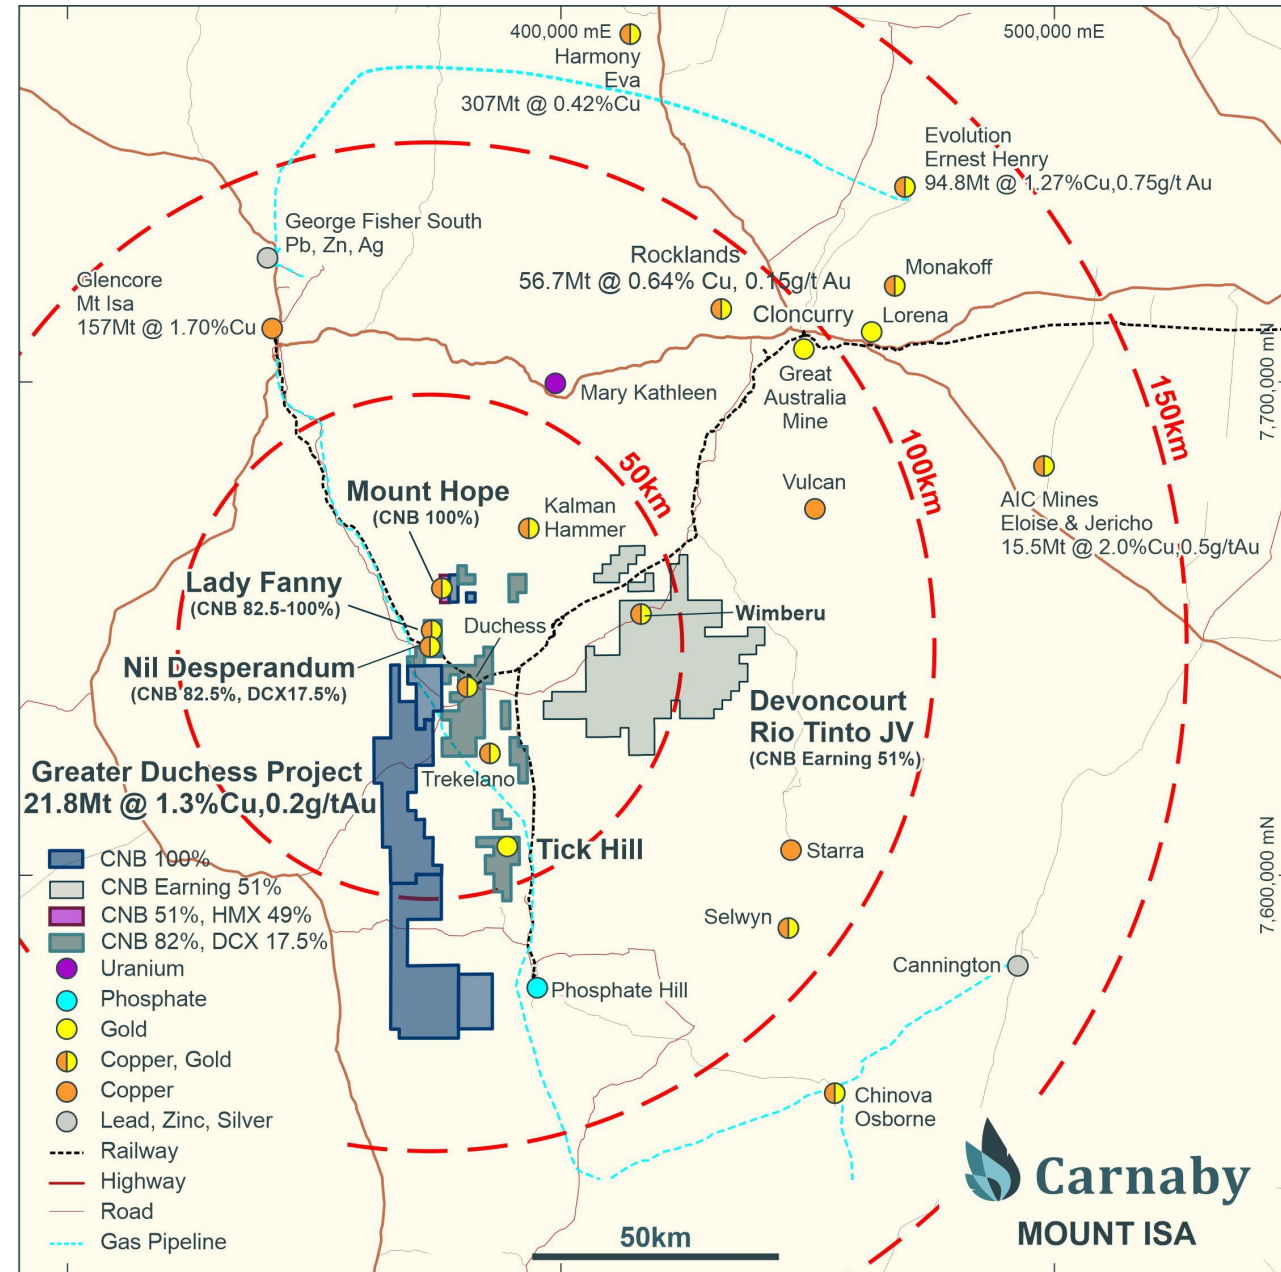 400,000 mE
500,000 mE
Harmony
Eva
307Mt @ 0.42%Cu
Evolution
Ernest Henry
94.8Mt @ 1.27%Cu,0.75g/t Au
George Fisher South
Pb, Zn, Ag
Glencore
Mt Isa
157Mt @ 1.70%Cu
Rocklands
56.7Mt @ 0.64% Cu, 0.15g/t Au
Monakoff
Cloncurry
Lorena
Great
Australia
Mine
Mary Kathleen
7,700,000 mN
150km
100km
50km
Mount Hope
(CNB 100%)
Kalman
Hammer
Vulcan
AIC Mines
Eloise & Jericho
15.5Mt @ 2.0%Cu,0.5g/tAu
Lady Fanny
(CNB 82.5-100%)
Duchess
Wimberu
Nil Desperandum
(CNB 82.5%, DCX17.5%)
Devoncourt
Rio Tinto JV
(CNB Earning 51%)
Greater Duchess Project
21.8Mt @ 1.3%Cu,0.2g/tAu
Trekelano
Tick Hill
Starra
7,600,000 mN
Selwyn
Cannington
Phosphate Hill
Chinova
Osborne
CNB 100%
CNB Earning 51%
CNB 51%, HMX 49%
CNB 82%, DCX 17.5%
Uranium
Phosphate
Gold
Copper, Gold
Copper
Lead, Zinc, Silver
Railway
Highway
Road
Gas Pipeline
50km
Carnaby
MOUNT ISA